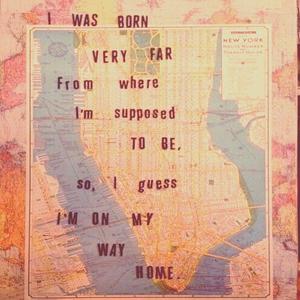 I WAS BORN
VERY FAR
From where
I'm supposed
TO BE,
so, I guess
I'M ON MY
WAY
HOME.
NEW YORK